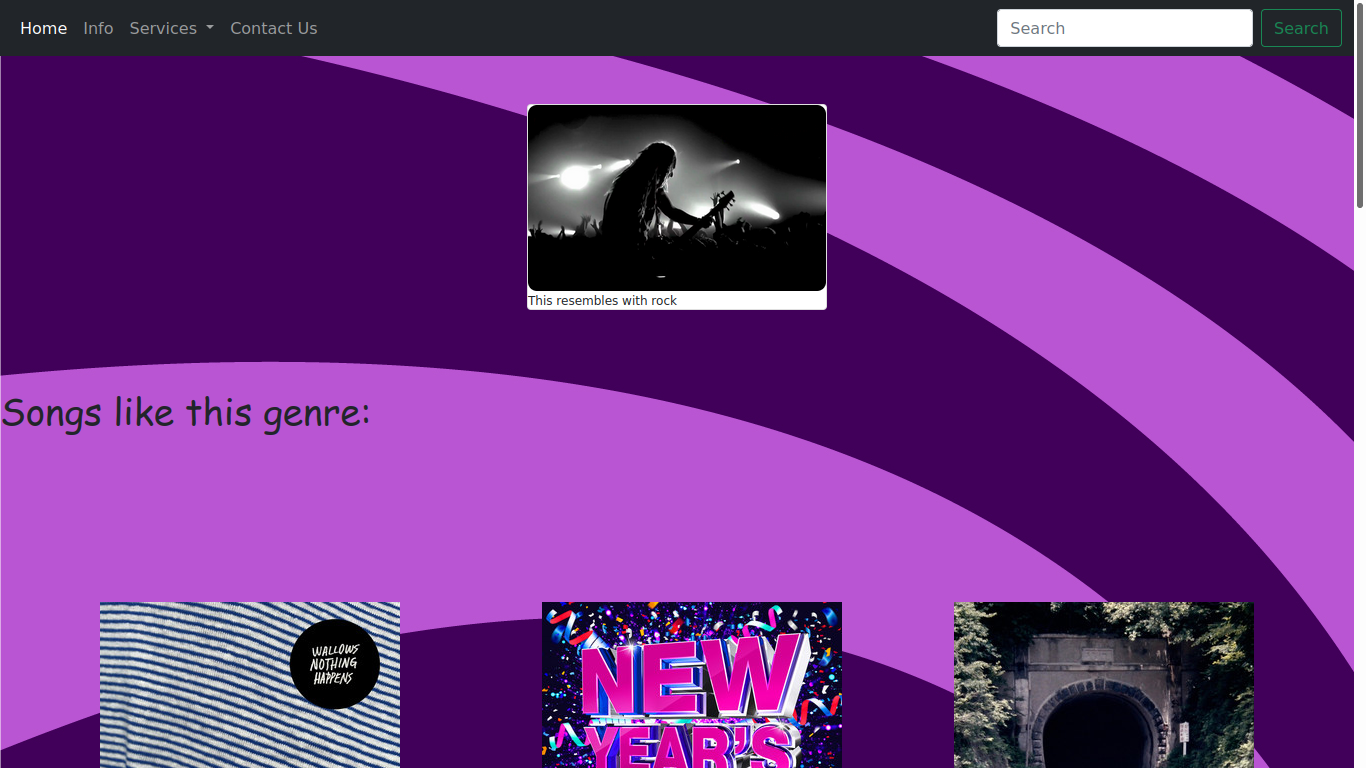 Home Info Services Contact Us Search Search
This resembles with rock
Songs like this genre:
WALLOWS
NOTHING
HAPPENS
NEW
YEAR'S